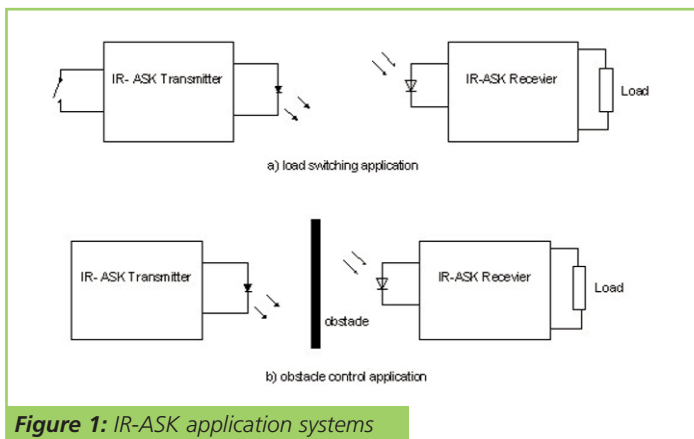 IR- ASK Transmitter
IR-ASK Recevier
Load
a) load switching application
IR- ASK Transmitter
IR-ASK Recevier
Load
obstade
b) obstacle control application
Figure 1: IR-ASK application systems